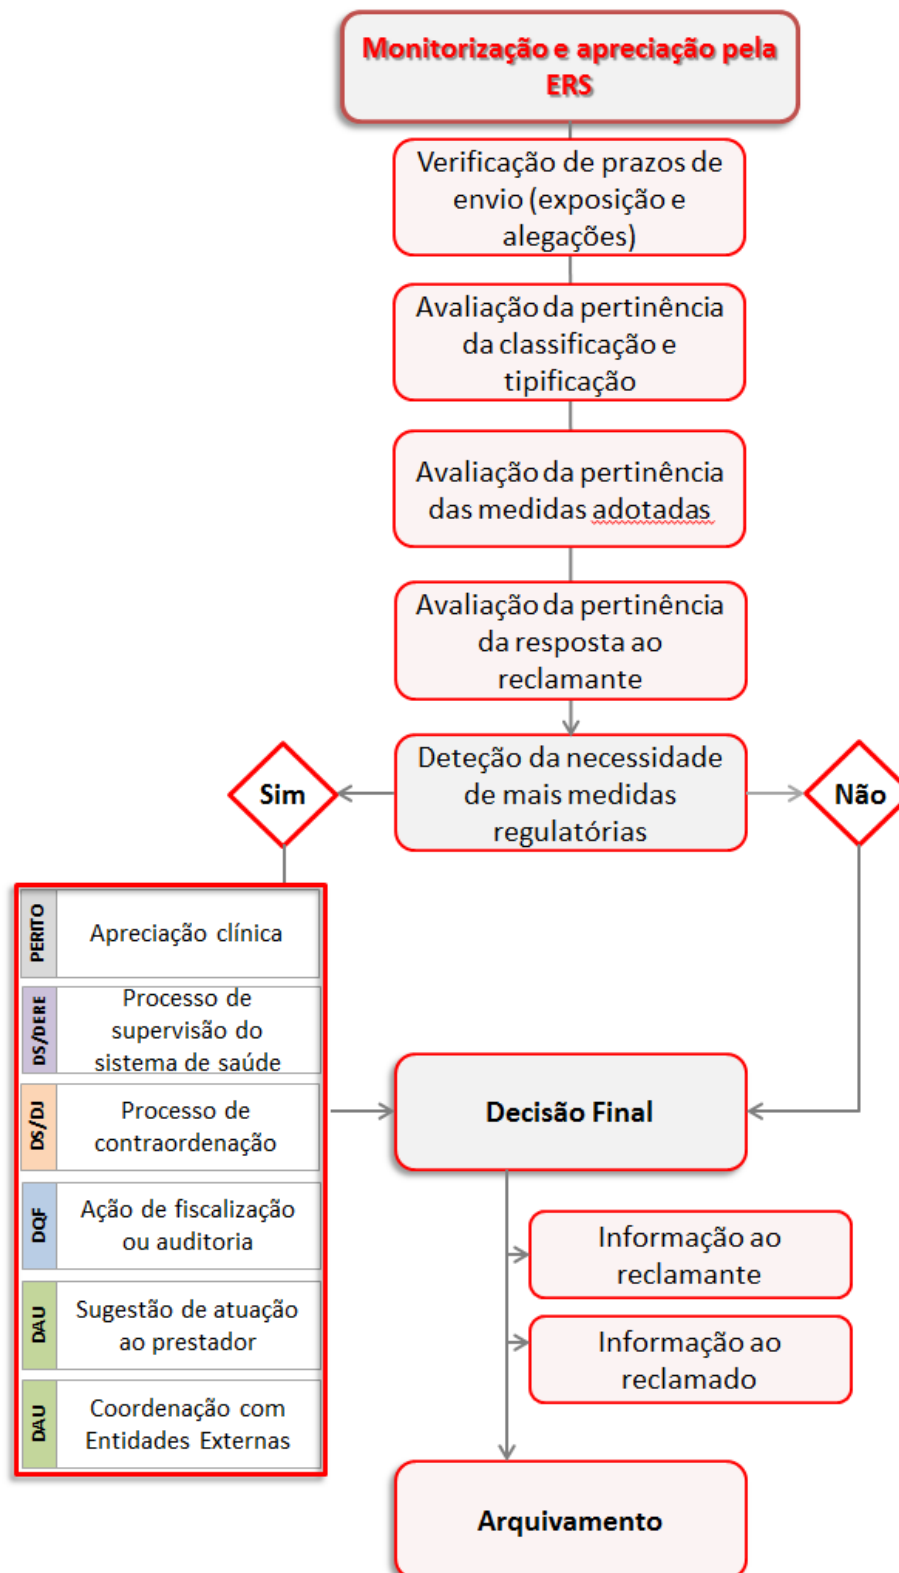 Monitorização e apreciação pela
ERS
Verificação de prazos de
envio (exposição e
alegações)
Avaliação da pertinência
da classificação e
tipificação
Avaliação da pertinência
das medidas adotadas
Avaliação da pertinência
da resposta ao
reclamante
Deteção da necessidade
de mais medidas
regulatórias
Sim
Não
PERITO
Apreciação clínica
DS/DERE
Processo de
supervisão do
sistema de saúde
DS/DJ
Processo de
contraordenação
DQF
Ação de fiscalização
ou auditoria
DAU
Sugestão de atuação
ao prestador
DAU
Coordenação com
Entidades Externas
Decisão Final
Informação ao
reclamante
Informação ao
reclamado
Arquivamento